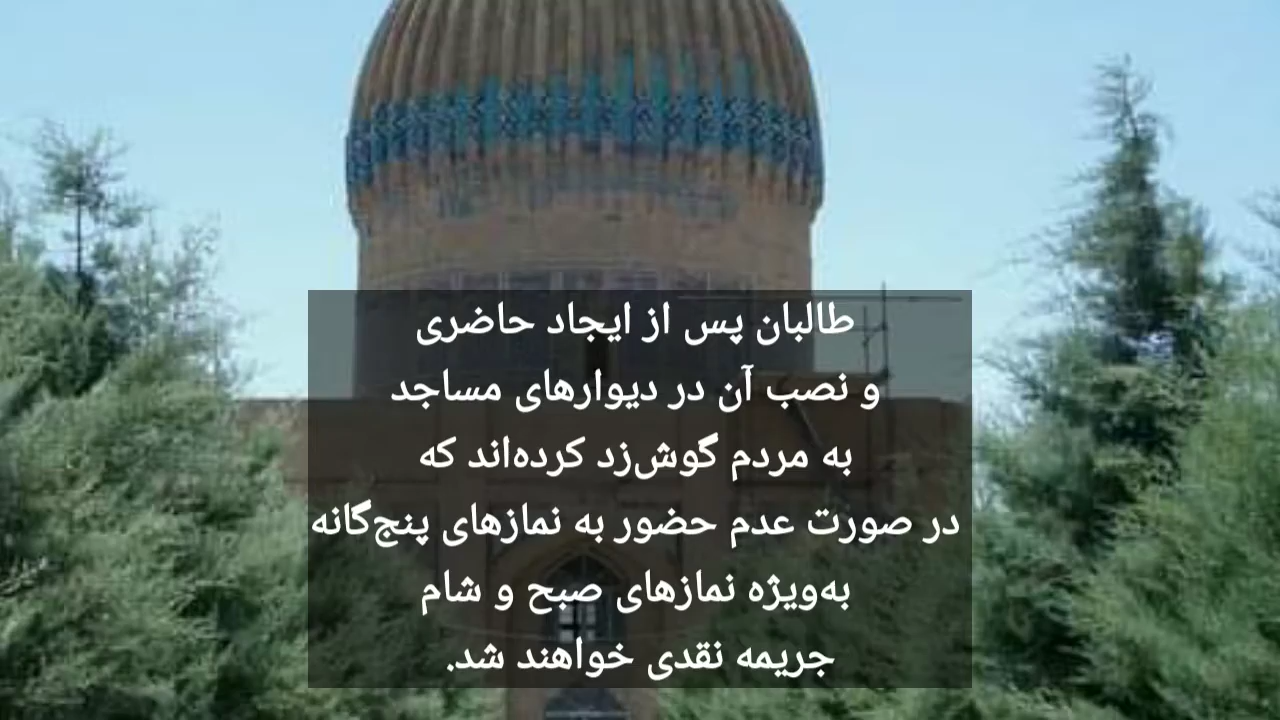 طالبان پس از ایجاد حاضری
و نصب آن در دیوارهای مساجد
به مردم گوش‌زد کرده‌اند که
در صورت عدم حضور به نمازهای پنج‌گانه
به‌ویژه نمازهای صبح و شام
جریمه نقدی خواهند شد.